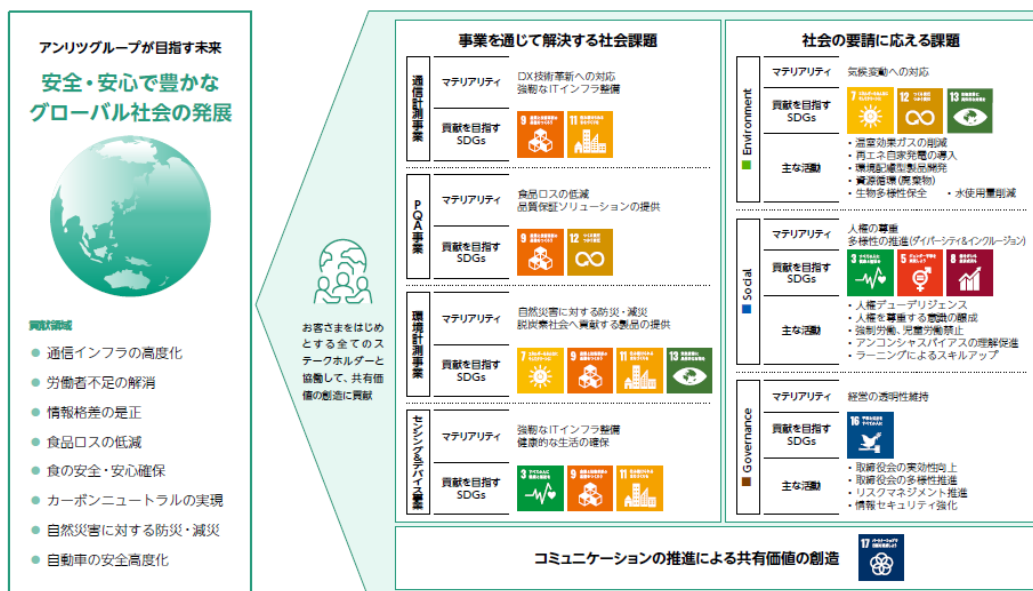 アンリツグループが目指す未来
安全・安心で豊かな
グローバル社会の発展
貢献領域
通信インフラの高度化
労働者不足の解消
情報格差の是正
食品ロスの低減
食の安全・安心確保
カーボンニュートラルの実現
自然災害に対する防災・減災
自動車の安全高度化
お客さまをはじめ
とする全てのス
テークホルダーと
協働して、共有価
値の創造に貢献
事業を通じて解決する社会課題
通信計測事業
マテリアリティ
DX技術革新への対応
強靭なITインフラ整備
貢献を目指す
SDGs
9
11
PQA事業
マテリアリティ
食品ロスの低減
品質保証ソリューションの提供
貢献を目指す
SDGs
9
12
環境計測事業
マテリアリティ
自然災害に対する防災・減災
脱炭素社会へ貢献する製品の提供
貢献を目指す
SDGs
7
9
11
13
センシング&デバイス事業
マテリアリティ
強靭なITインフラ整備
健康的な生活の確保
貢献を目指す
SDGs
3
9
11
社会の要請に応える課題
Environment
マテリアリティ
気候変動への対応
貢献を目指す
SDGs
7
12
13
主な活動
・温室効果ガスの削減
・再エネ自家発電の導入
・環境配慮型製品開発
・資源循環(廃棄物)
・生物多様性保全 ・水使用量削減
Social
マテリアリティ
人権の尊重
多様性の推進(ダイバーシティ&インクルージョン)
貢献を目指す
SDGs
3
5
8
主な活動
・人権デューデリジェンス
・人権を尊重する意識の醸成
・強制労働、児童労働禁止
・アンコンシャスバイアスの理解促進
・ラーニングによるスキルアップ
Governance
マテリアリティ
経営の透明性維持
貢献を目指す
SDGs
16
主な活動
・取締役会の実効性向上
・取締役会の多様性推進
・リスクマネジメント推進
・情報セキュリティ強化
コミュニケーションの推進による共有価値の創造
17